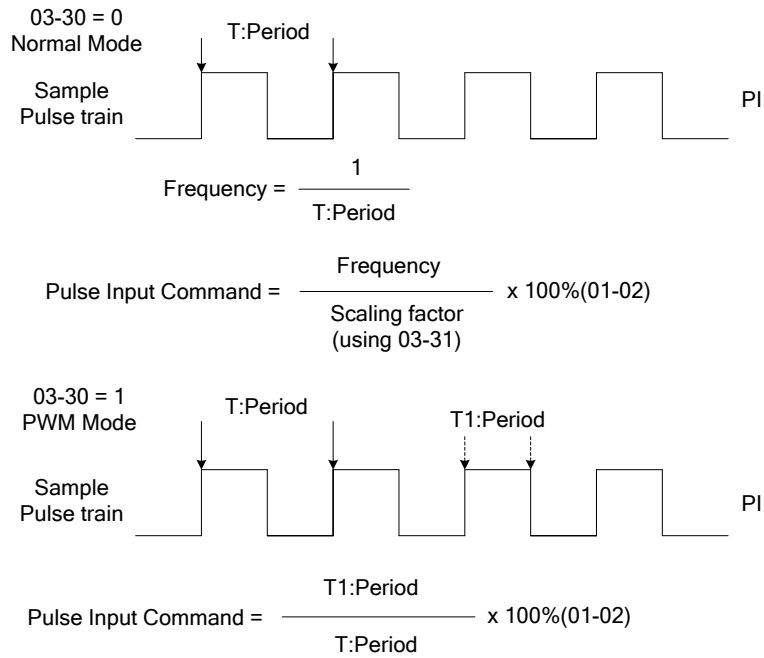 03-30 = 0
Normal Mode
T:Period
Sample
Pulse train
PI
Frequency =
1
T:Period
Pulse Input Command =
Frequency
Scaling factor
(using 03-31)
x 100%(01-02)
03-30 = 1
PWM Mode
T:Period
T1:Period
Sample
Pulse train
PI
Pulse Input Command =
T1:Period
T:Period
x 100%(01-02)